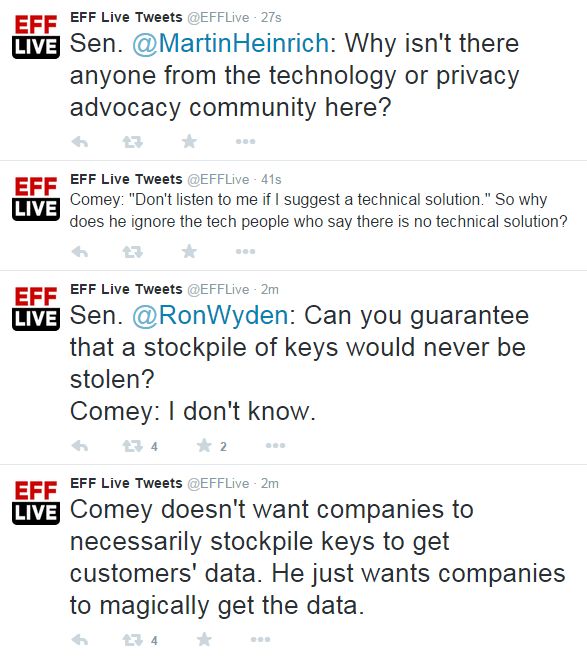 EFF
LIVE
EFF Live Tweets @EFFLive · 27s
Sen. @MartinHeinrich: Why isn't there
anyone from the technology or privacy
advocacy community here?
EFF
LIVE
EFF Live Tweets @EFFLive · 41s
Comey: "Don't listen to me if I suggest a technical solution." So why
does he ignore the tech people who say there is no technical solution?
EFF
LIVE
EFF Live Tweets @EFFLive · 2m
Sen. @RonWyden: Can you guarantee
that a stockpile of keys would never be
stolen?
Comey: I don't know.
4 2
EFF
LIVE
EFF Live Tweets @EFFLive · 2m
Comey doesn't want companies to
necessarily stockpile keys to get
customers' data. He just wants companies
to magically get the data.
4